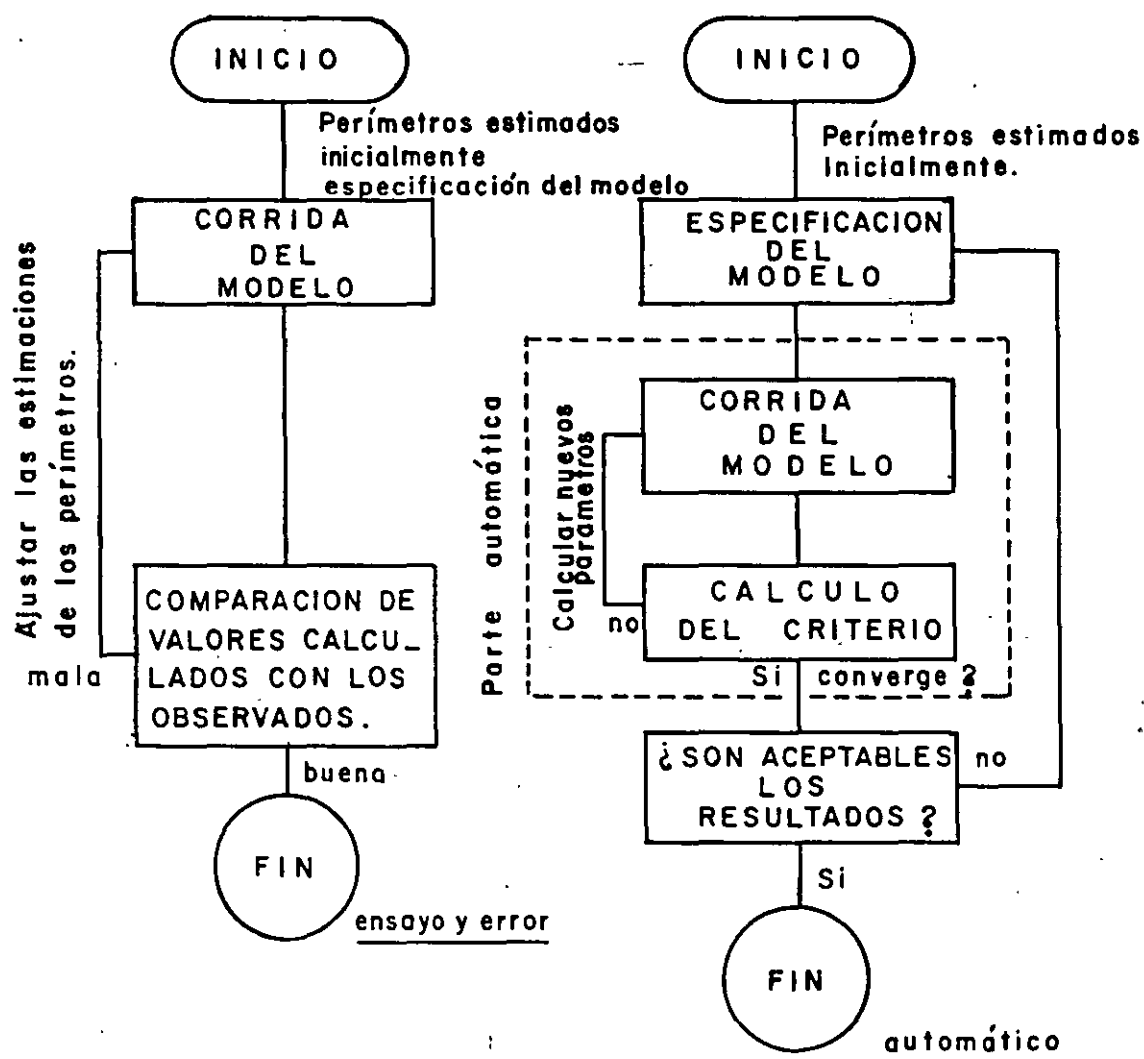 INICIO
Perímetros estimados
inicialmente
especificación del modelo
CORRIDA
DEL
MODELO
Ajustar las estimaciones
de los perímetros.
mala
COMPARACION DE
VALORES CALCU_
LADOS CON LOS
OBSERVADOS.
buena
FIN
ensayo y error
INICIO
Perímetros estimados
Inicialmente.
ESPECIFICACION
DEL
MODELO
Parte automática
Calcular nuevos
parámetros
CORRIDA
DEL
MODELO
no
CALCULO
DEL CRITERIO
Si converge ?
¿SON ACEPTABLES
LOS
RESULTADOS ?
no
Si
FIN
automático